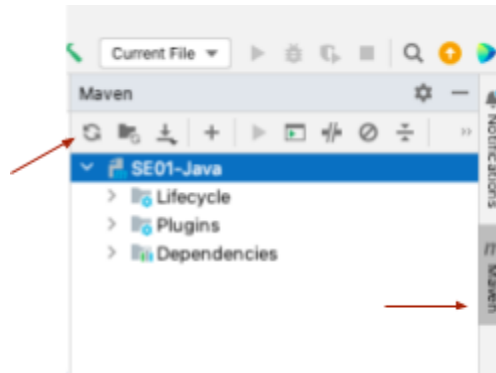 Current File
Maven
Notifications
SE01-Java
Lifecycle
Plugins
Dependencies
m Maven